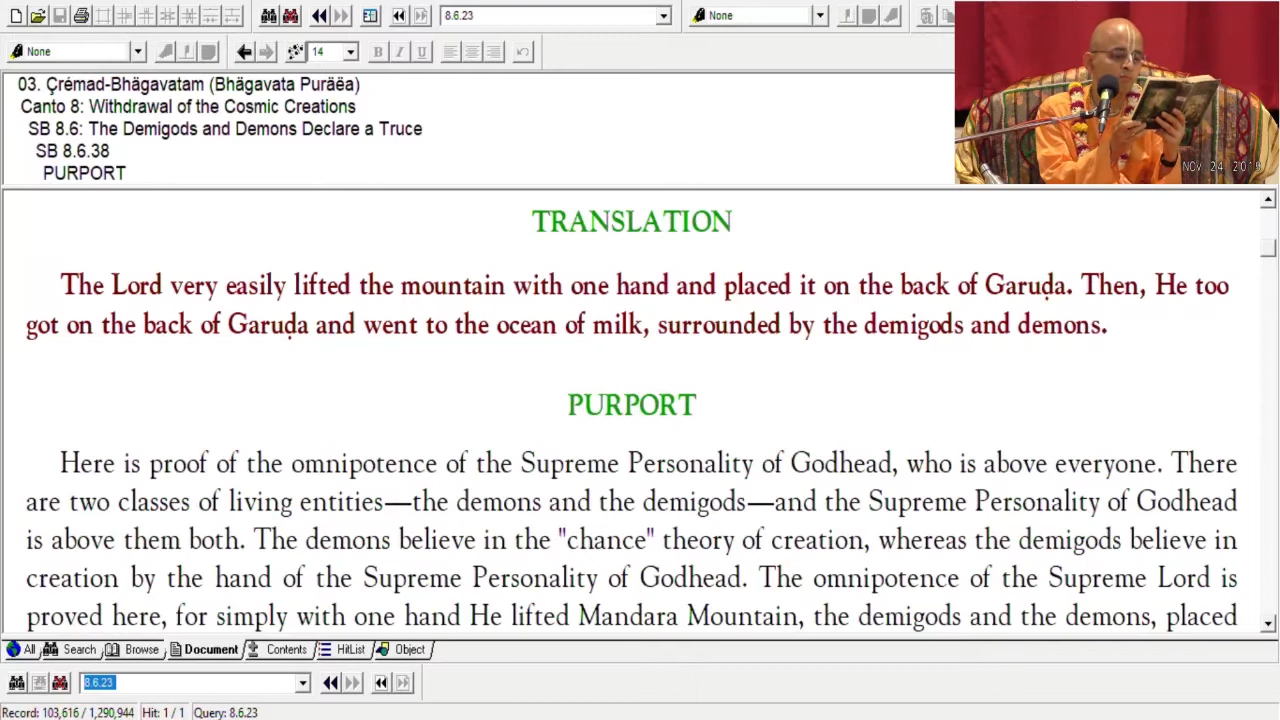 8.6.23
None
None
14
B I U
03. Çrémad-Bhägavatam (Bhägavata Puräëa)
Canto 8: Withdrawal of the Cosmic Creations
SB 8.6: The Demigods and Demons Declare a Truce
SB 8.6.38
PURPORT
NOV. 24 2019
TRANSLATION
The Lord very easily lifted the mountain with one hand and placed it on the back of Garuḍa. Then, He too
got on the back of Garuḍa and went to the ocean of milk, surrounded by the demigods and demons.
PURPORT
Here is proof of the omnipotence of the Supreme Personality of Godhead, who is above everyone. There
are two classes of living entities—the demons and the demigods—and the Supreme Personality of Godhead
is above them both. The demons believe in the "chance" theory of creation, whereas the demigods believe in
creation by the hand of the Supreme Personality of Godhead. The omnipotence of the Supreme Lord is
proved here, for simply with one hand He lifted Mandara Mountain, the demigods and the demons, placed
All Search Browse Document Contents HitList Object
8.6.23
Record: 103,616 / 1,290,944 Hit: 1 / 1 Query: 8.6.23